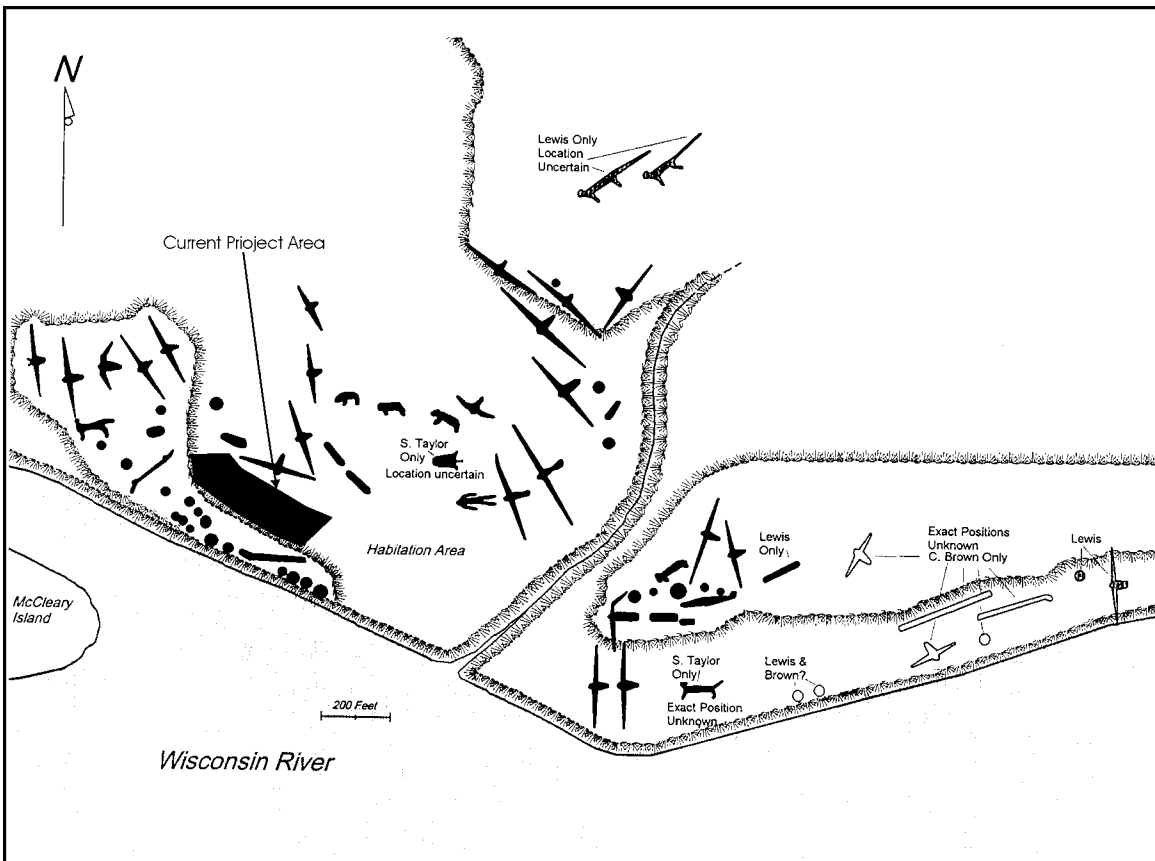 N
Lewis Only
Location
Uncertain
Current Prioject Area
S. Taylor
Only
Location uncertain
Habitation Area
Lewis
Only
Exact Positions
Unknown
C. Brown Only
Lewis
McCleary
Island
S. Taylor
Only
Exact Position
Unknown
Lewis &
Brown?
200 Feet
Wisconsin River